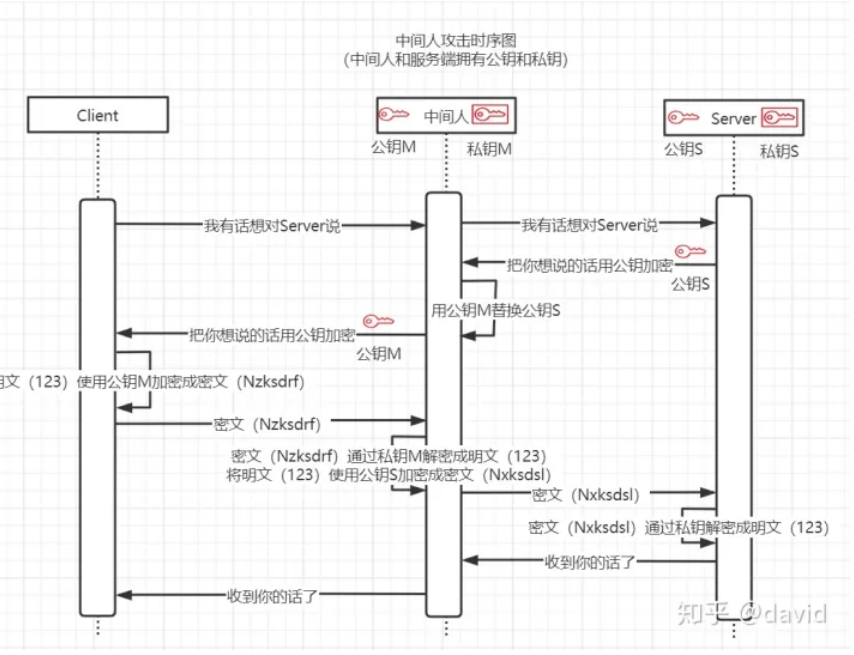 中间人攻击时序图
(中间人和服务端拥有公钥和私钥)
Client
中间人
Server
公钥M
私钥M
公钥S
私钥S
我有话想对Server说
我有话想对Server说
把你想说的话用公钥加密
公钥S
用公钥M替换公钥S
把你想说的话用公钥加密
公钥M
文（123）使用公钥M加密成密文（Nzksdrf）
密文（Nzksdrf）
密文（Nzksdrf）通过私钥M解密成明文（123）
将明文（123）使用公钥S加密成密文（Nxksdsl）
密文（Nxksdsl）
密文（Nxksdsl）通过私钥解密成明文（123）
收到你的话了
收到你的话了
知乎 @david